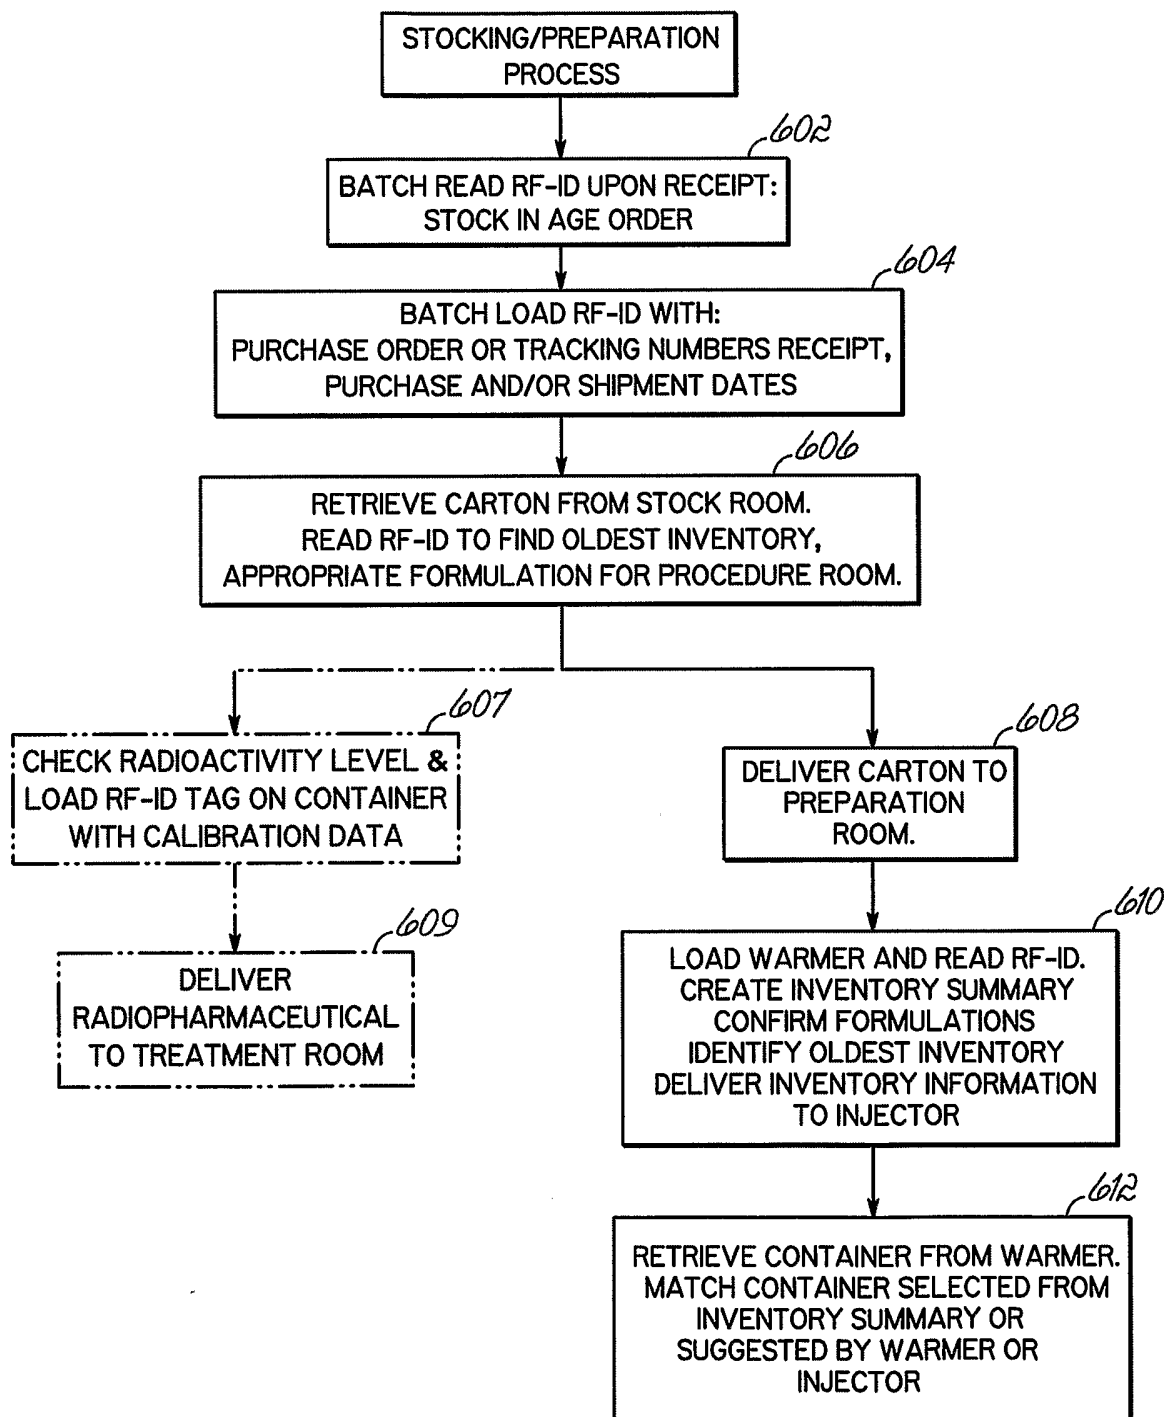 STOCKING/PREPARATION
PROCESS
602
BATCH READ RF-ID UPON RECEIPT:
STOCK IN AGE ORDER
604
BATCH LOAD RF-ID WITH:
PURCHASE ORDER OR TRACKING NUMBERS RECEIPT,
PURCHASE AND/OR SHIPMENT DATES
606
RETRIEVE CARTON FROM STOCK ROOM.
READ RF-ID TO FIND OLDEST INVENTORY,
APPROPRIATE FORMULATION FOR PROCEDURE ROOM.
607
CHECK RADIOACTIVITY LEVEL &
LOAD RF-ID TAG ON CONTAINER
WITH CALIBRATION DATA
609
DELIVER
RADIOPHARMACEUTICAL
TO TREATMENT ROOM
608
DELIVER CARTON TO
PREPARATION
ROOM.
610
LOAD WARMER AND READ RF-ID.
CREATE INVENTORY SUMMARY
CONFIRM FORMULATIONS
IDENTIFY OLDEST INVENTORY
DELIVER INVENTORY INFORMATION
TO INJECTOR
612
RETRIEVE CONTAINER FROM WARMER.
MATCH CONTAINER SELECTED FROM
INVENTORY SUMMARY OR
SUGGESTED BY WARMER OR
INJECTOR